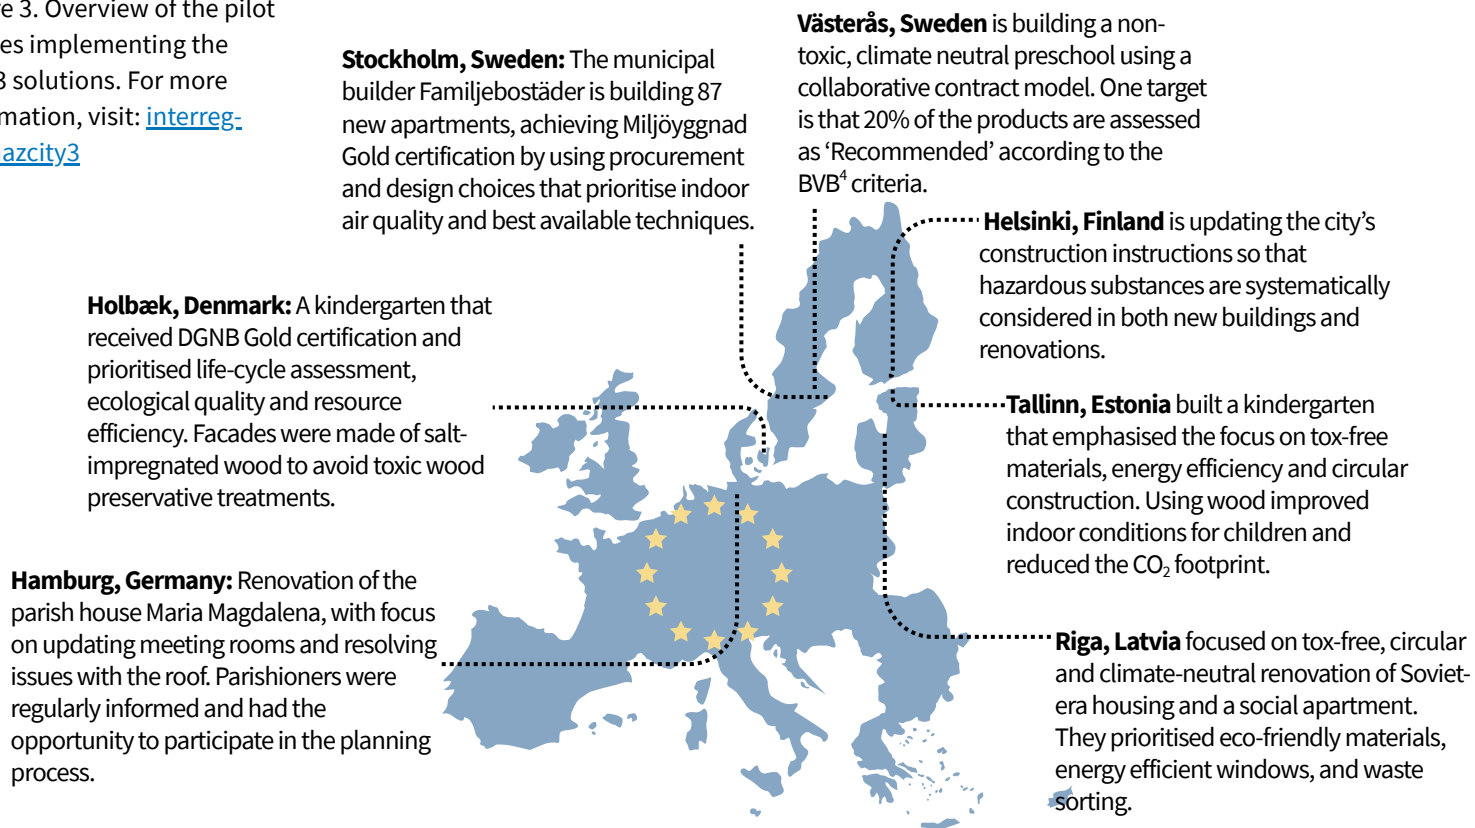 e 3. Overview of the pilot
es implementing the
3 solutions. For more
mation, visit: interreg-
azcity3
Stockholm, Sweden: The municipal
builder Familjebostäder is building 87
new apartments, achieving Miljöyggnad
Gold certification by using procurement
and design choices that prioritise indoor
air quality and best available techniques.
Västerås, Sweden is building a non-
toxic, climate neutral preschool using a
collaborative contract model. One target
is that 20% of the products are assessed
as ‘Recommended’ according to the
BVB⁴ criteria.
Helsinki, Finland is updating the city’s
construction instructions so that
hazardous substances are systematically
considered in both new buildings and
renovations.
Holbæk, Denmark: A kindergarten that
received DGNB Gold certification and
prioritised life-cycle assessment,
ecological quality and resource
efficiency. Facades were made of salt-
impregnated wood to avoid toxic wood
preservative treatments.
Tallinn, Estonia built a kindergarten
that emphasised the focus on tox-free
materials, energy efficiency and circular
construction. Using wood improved
indoor conditions for children and
reduced the CO₂ footprint.
Hamburg, Germany: Renovation of the
parish house Maria Magdalena, with focus
on updating meeting rooms and resolving
issues with the roof. Parishioners were
regularly informed and had the
opportunity to participate in the planning
process.
Riga, Latvia focused on tox-free, circular
and climate-neutral renovation of Soviet-
era housing and a social apartment.
They prioritised eco-friendly materials,
energy efficient windows, and waste
sorting.